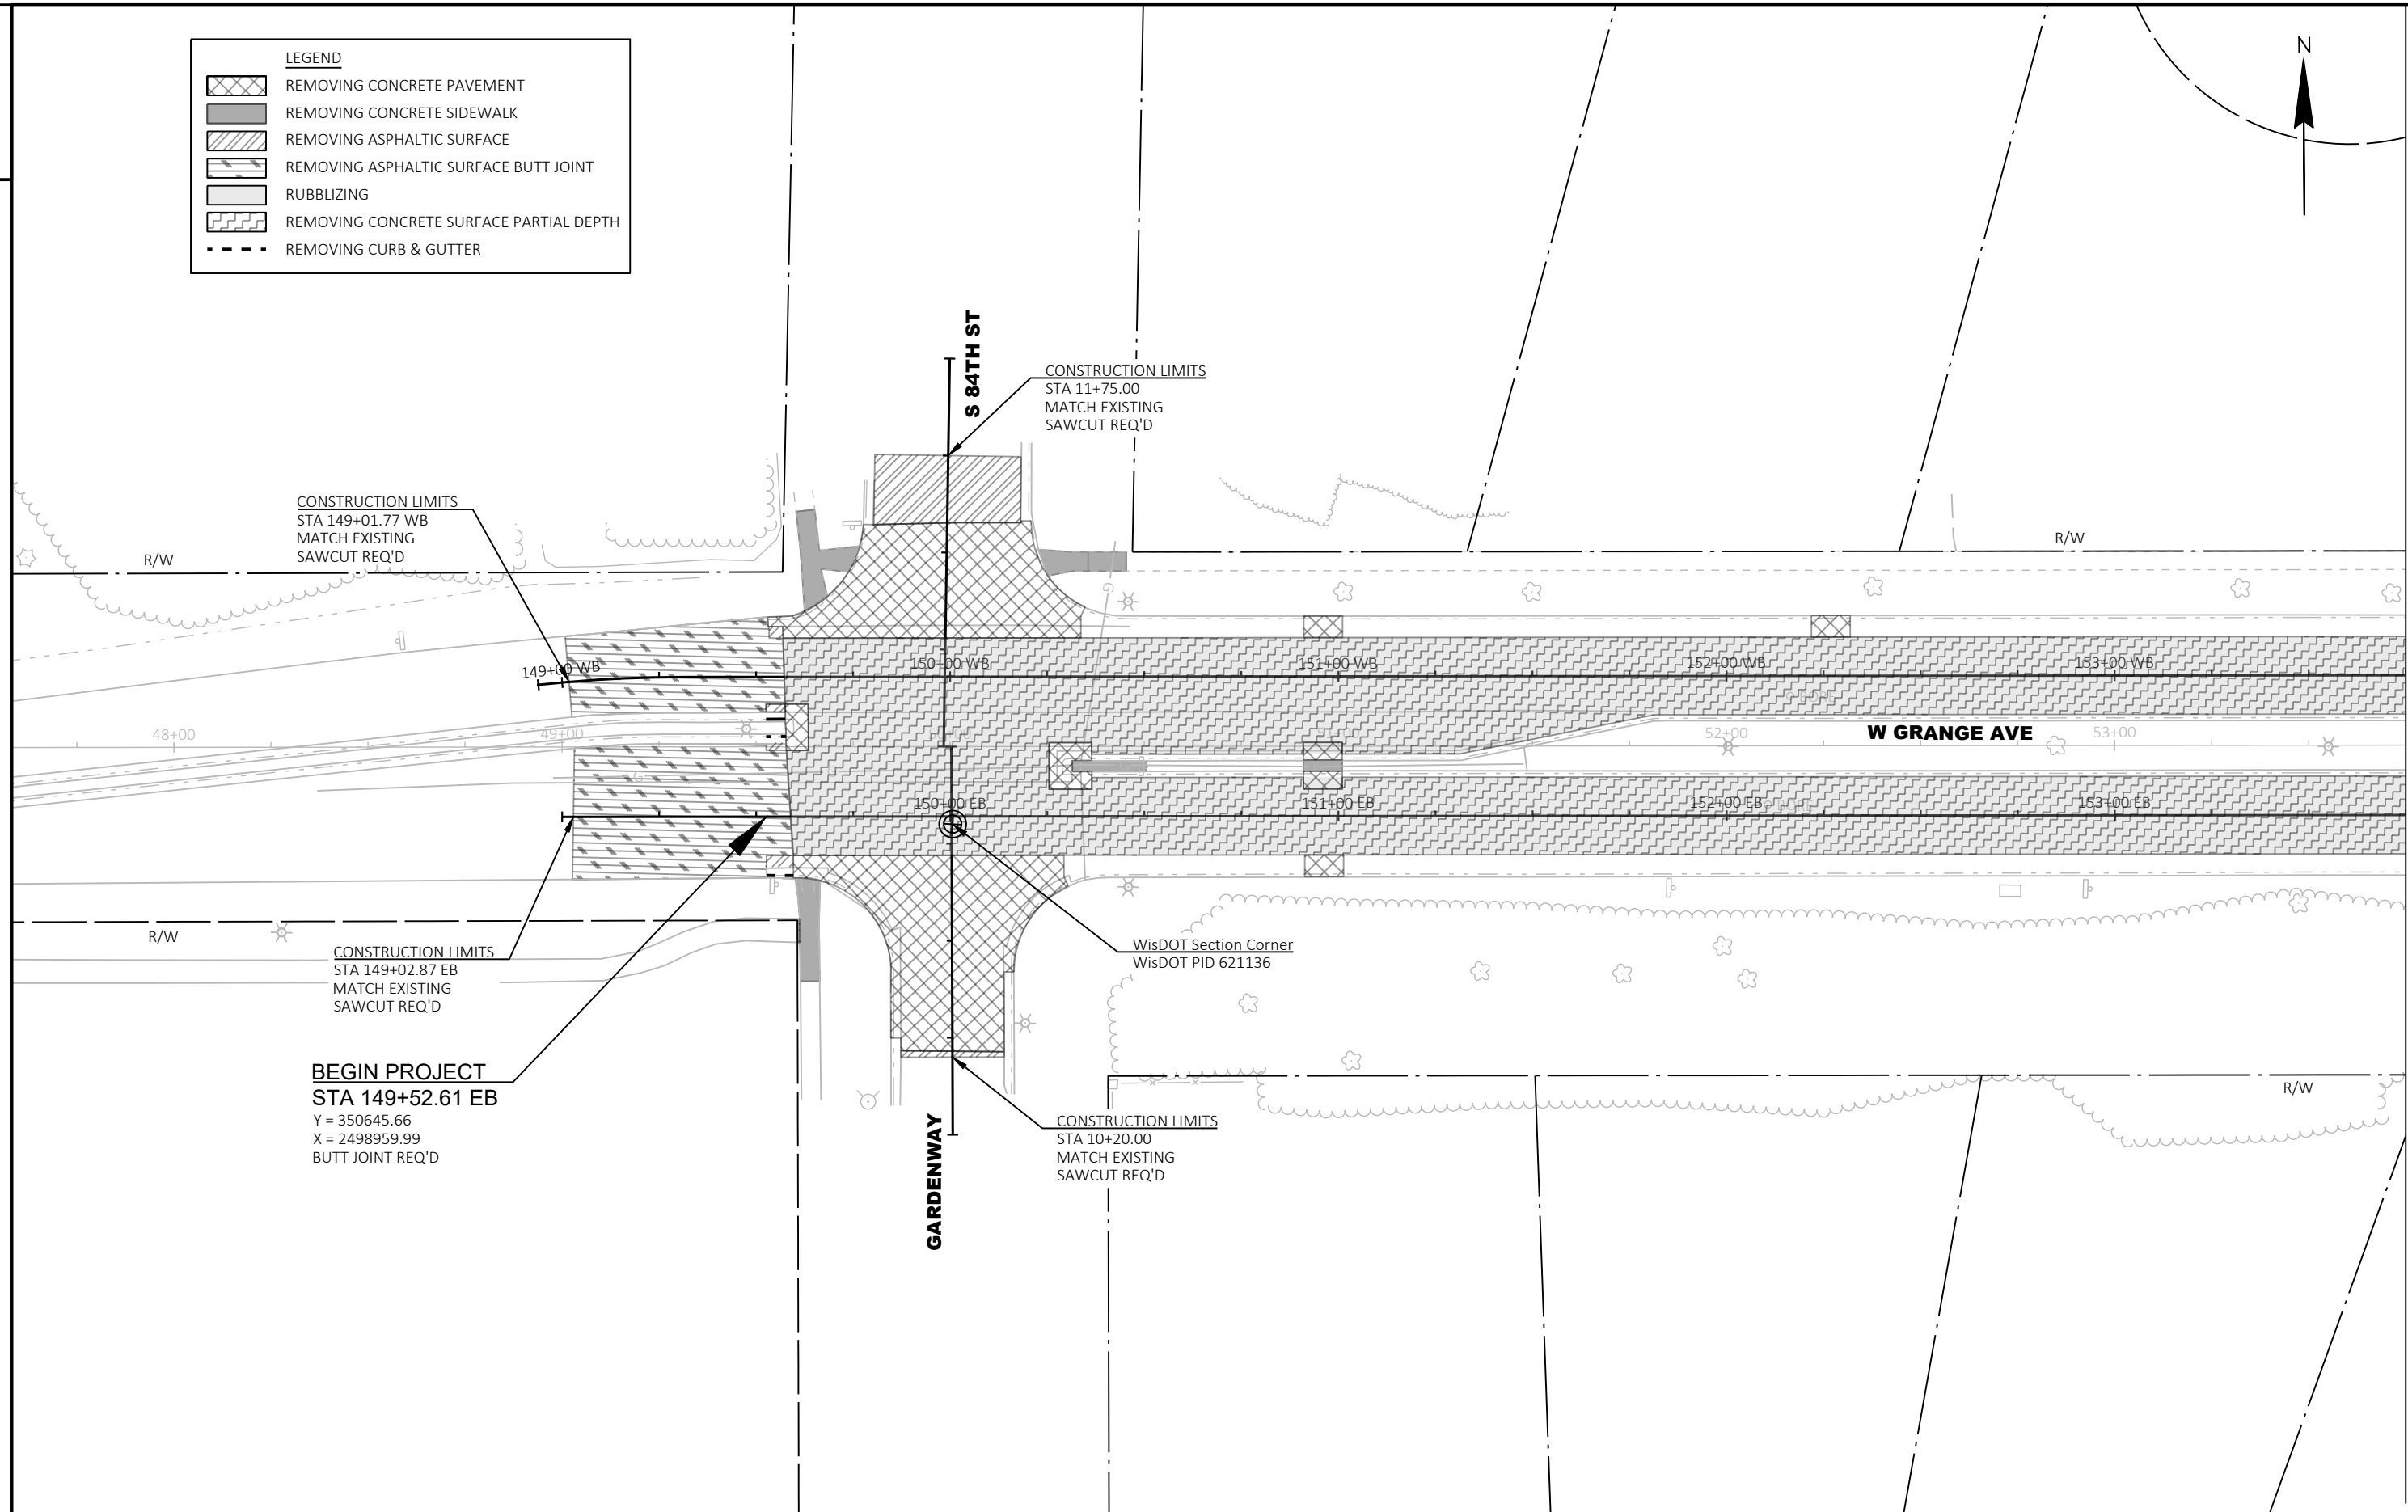 LEGEND
REMOVING CONCRETE PAVEMENT
REMOVING CONCRETE SIDEWALK
REMOVING ASPHALTIC SURFACE
REMOVING ASPHALTIC SURFACE BUTT JOINT
RUBBLIZING
REMOVING CONCRETE SURFACE PARTIAL DEPTH
REMOVING CURB & GUTTER
N
S 84TH ST
CONSTRUCTION LIMITS
STA 11+75.00
MATCH EXISTING
SAWCUT REQ'D
CONSTRUCTION LIMITS
STA 149+01.77 WB
MATCH EXISTING
SAWCUT REQ'D
R/W
R/W
G
149+00 WB
150+00 WB
151+00 WB
152+00 WB
153+00 WB
48+00
49+00
52+00
W GRANGE AVE
53+00
150+00 EB
151+00 EB
152+00 EB
153+00 EB
R/W
CONSTRUCTION LIMITS
STA 149+02.87 EB
MATCH EXISTING
SAWCUT REQ'D
WisDOT Section Corner
WisDOT PID 621136
BEGIN PROJECT
STA 149+52.61 EB
Y = 350645.66
X = 2498959.99
BUTT JOINT REQ'D
GARDENWAY
CONSTRUCTION LIMITS
STA 10+20.00
MATCH EXISTING
SAWCUT REQ'D
R/W